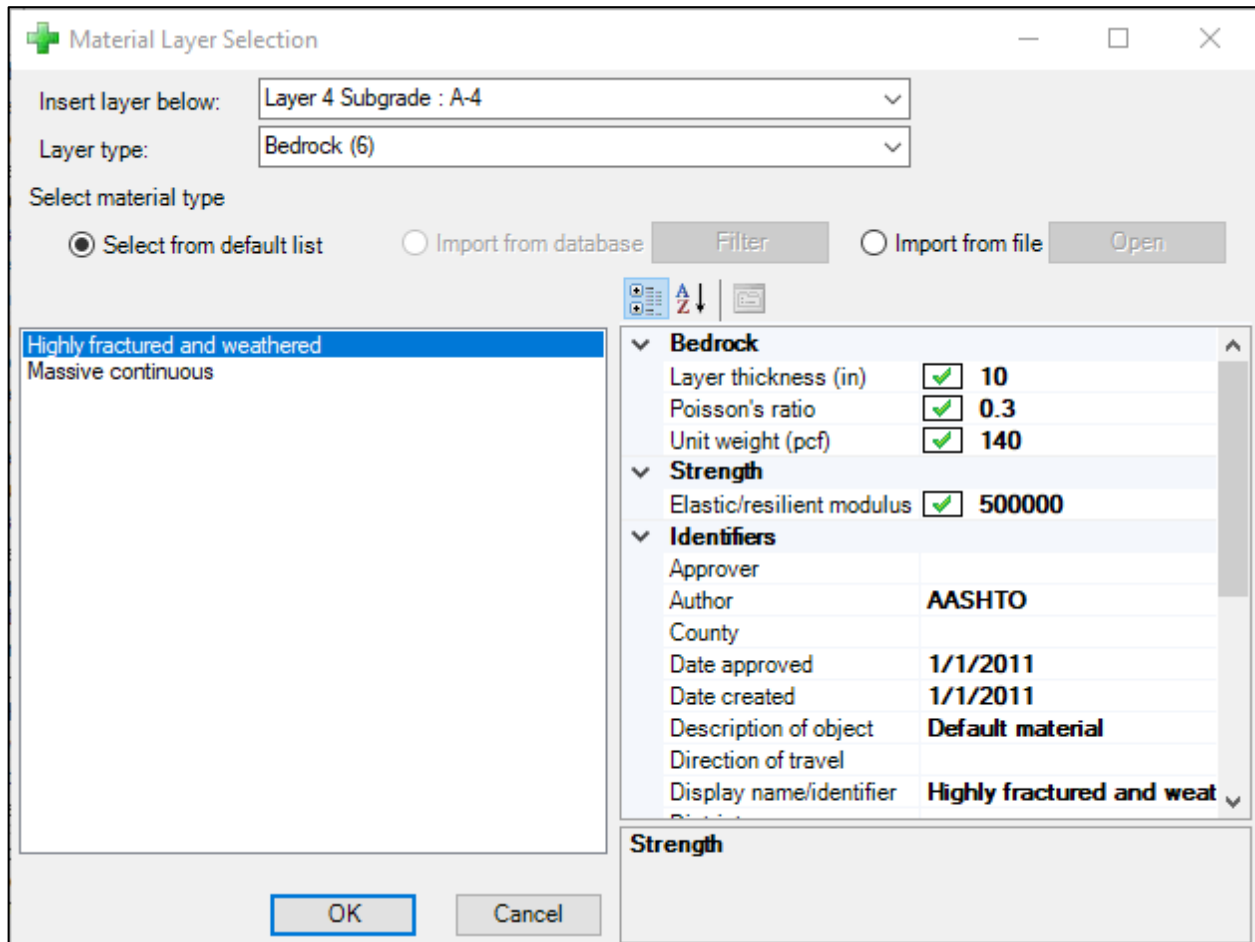 Material Layer Selection
Insert layer below: Layer 4 Subgrade : A-4
Layer type: Bedrock (6)
Select material type
Select from default list Import from database Filter Import from file Open
Highly fractured and weathered
Massive continuous
Bedrock
Layer thickness (in) 10
Poisson's ratio 0.3
Unit weight (pcf) 140
Strength
Elastic/resilient modulus 500000
Identifiers
Approver
Author AASHTO
County
Date approved 1/1/2011
Date created 1/1/2011
Description of object Default material
Direction of travel
Display name/identifier Highly fractured and weat
Strength
OK Cancel